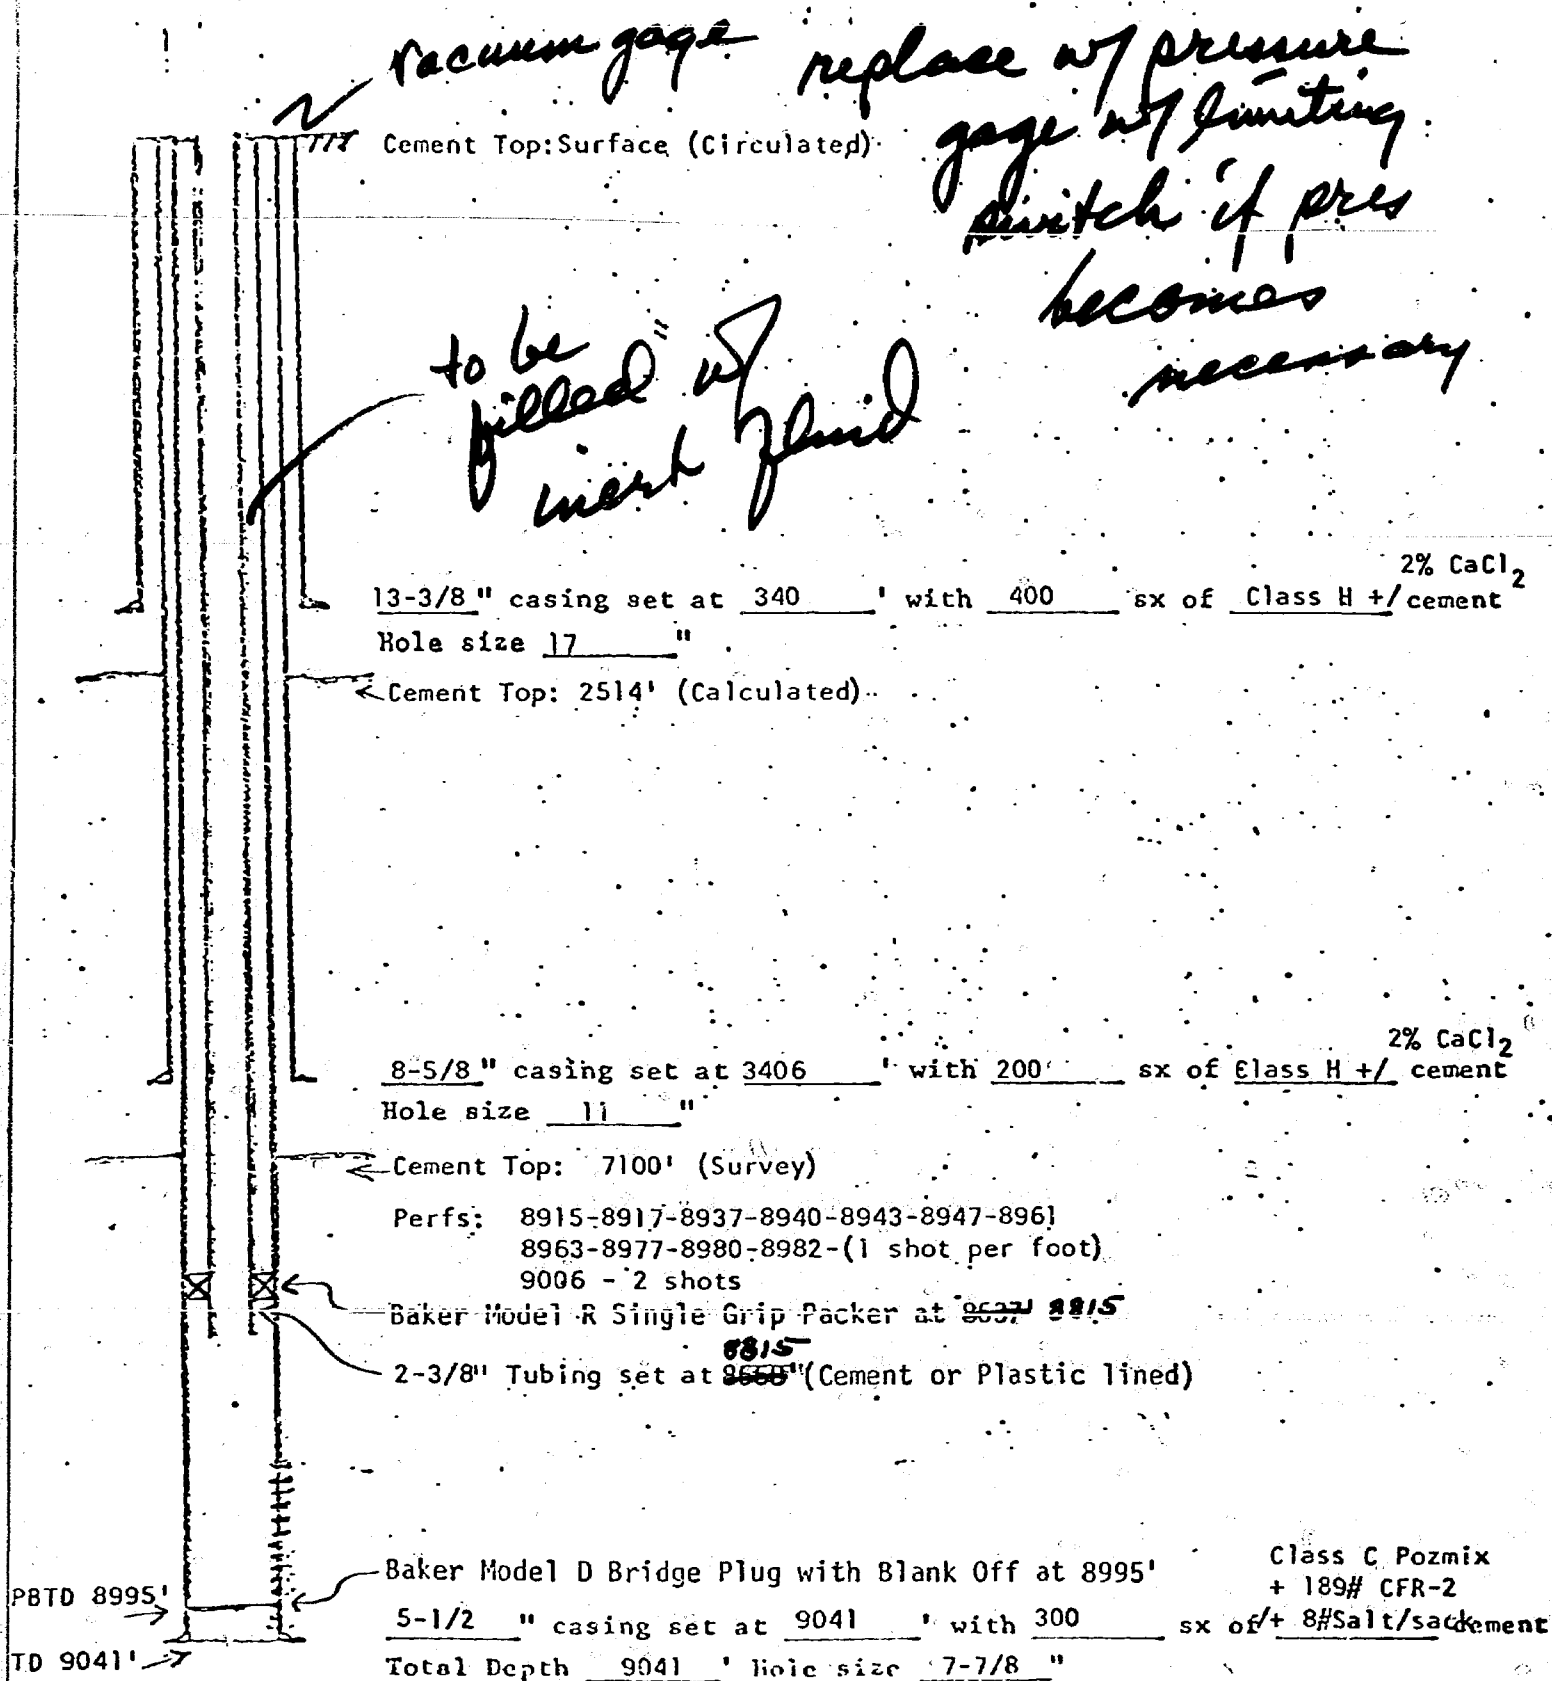 vacuum gage
replace w/ pressure
gage w/ limiting
switch if pres
becomes
necessary
Cement Top:Surface (Circulated)
to be
filled w/
inert fluid
2% CaCl2
13-3/8" casing set at 340 ' with 400 sx of Class H +/ cement
Hole size 17 "
Cement Top: 2514' (Calculated)
2% CaCl2
8-5/8" casing set at 3406 ' with 200 sx of Class H +/ cement
Hole size 11 "
Cement Top: 7100' (Survey)
Perfs: 8915-8917-8937-8940-8943-8947-8961
8963-8977-8980-8982-(1 shot per foot)
9006 - 2 shots
Baker Model R Single Grip Packer at 8815
8815
2-3/8" Tubing set at (Cement or Plastic lined)
Baker Model D Bridge Plug with Blank Off at 8995'
PBTD 8995'
Class C Pozmix
+ 189# CFR-2
5-1/2 " casing set at 9041 ' with 300 sx of/+ 8#Salt/sack cement
TD 9041'
Total Depth 9041 ' Hole size 7-7/8 "